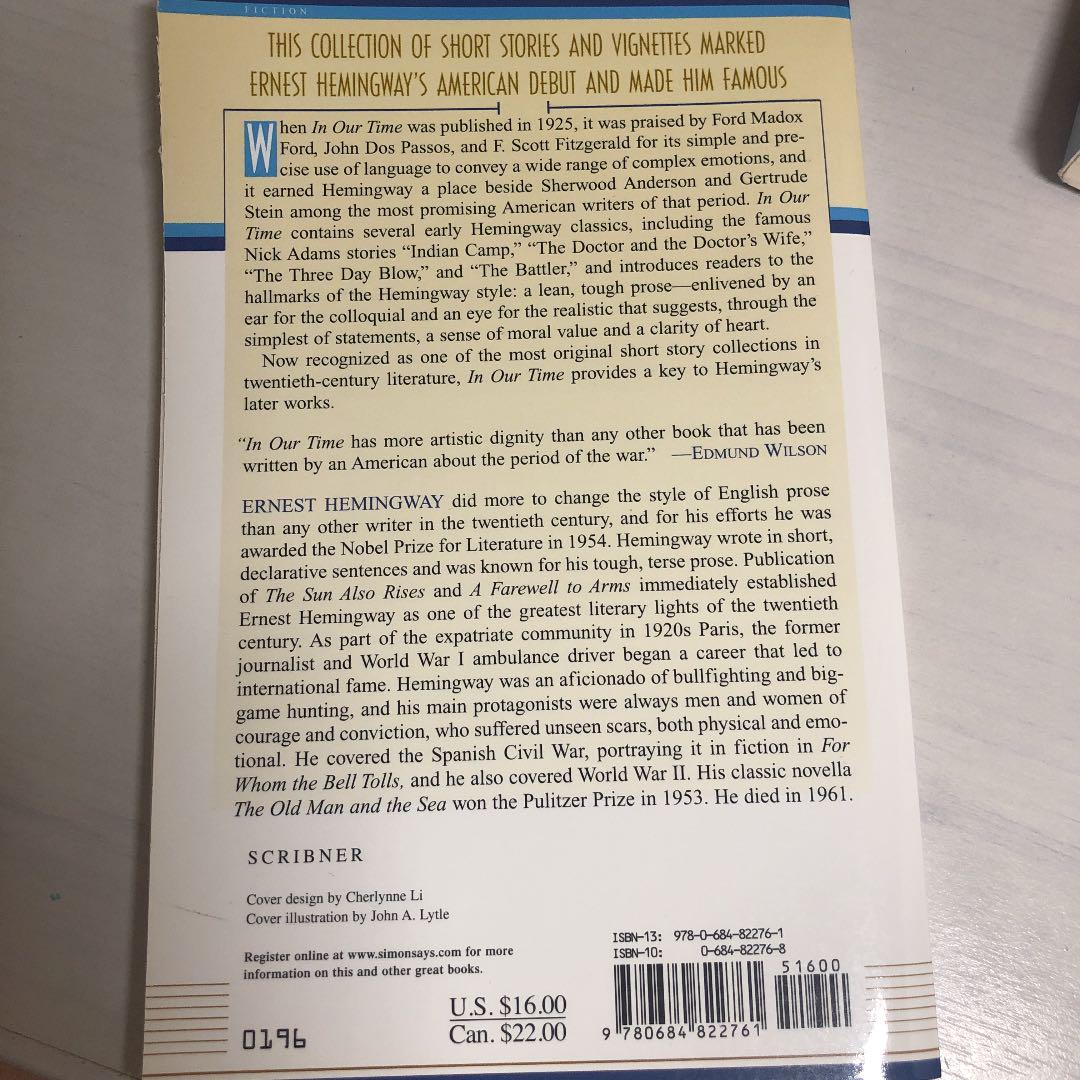 FICTION
THIS COLLECTION OF SHORT STORIES AND VIGNETTES MARKED
ERNEST HEMINGWAY'S AMERICAN DEBUT AND MADE HIM FAMOUS
When In Our Time was published in 1925, it was praised by Ford Madox
Ford, John Dos Passos, and F. Scott Fitzgerald for its simple and pre-
cise use of language to convey a wide range of complex emotions, and
it earned Hemingway a place beside Sherwood Anderson and Gertrude
Stein among the most promising American writers of that period. In Our
Time contains several early Hemingway classics, including the famous
Nick Adams stories “Indian Camp,” “The Doctor and the Doctor's Wife,”
“The Three Day Blow,” and “The Battler,” and introduces readers to the
hallmarks of the Hemingway style: a lean, tough prose—enlivened by an
ear for the colloquial and an eye for the realistic that suggests, through the
simplest of statements, a sense of moral value and a clarity of heart.
Now recognized as one of the most original short story collections in
twentieth-century literature, In Our Time provides a key to Hemingway's
later works.
“In Our Time has more artistic dignity than any other book that has been
written by an American about the period of the war.” —EDMUND WILSON
ERNEST HEMINGWAY did more to change the style of English prose
than any other writer in the twentieth century, and for his efforts he was
awarded the Nobel Prize for Literature in 1954. Hemingway wrote in short,
declarative sentences and was known for his tough, terse prose. Publication
of The Sun Also Rises and A Farewell to Arms immediately established
Ernest Hemingway as one of the greatest literary lights of the twentieth
century. As part of the expatriate community in 1920s Paris, the former
journalist and World War I ambulance driver began a career that led to
international fame. Hemingway was an aficionado of bullfighting and big-
game hunting, and his main protagonists were always men and women of
courage and conviction, who suffered unseen scars, both physical and emo-
tional. He covered the Spanish Civil War, portraying it in fiction in For
Whom the Bell Tolls, and he also covered World War II. His classic novella
The Old Man and the Sea won the Pulitzer Prize in 1953. He died in 1961.
SCRIBNER
Cover design by Cherlynne Li
Cover illustration by John A. Lytle
Register online at www.simonsays.com for more
information on this and other great books.
0196
U.S. $16.00
Can. $22.00
ISBN-13: 978-0-684-82276-1
ISBN-10: 0-684-82276-8
51600
9 780684 822761